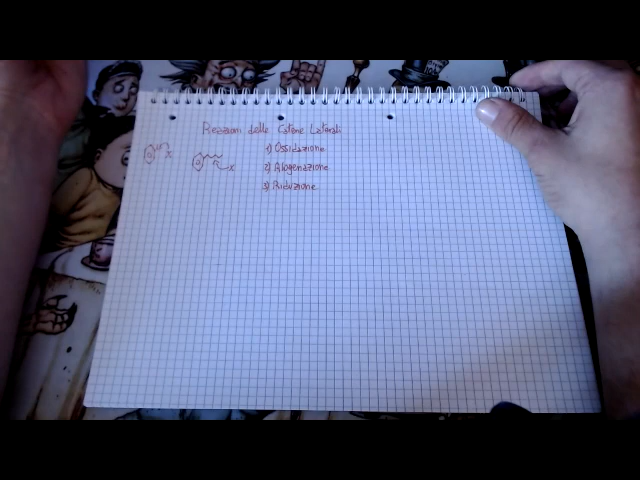 Reazioni delle Catene Laterali
1) Ossidazione
2) Alogenazione
3) Riduzione
x
x